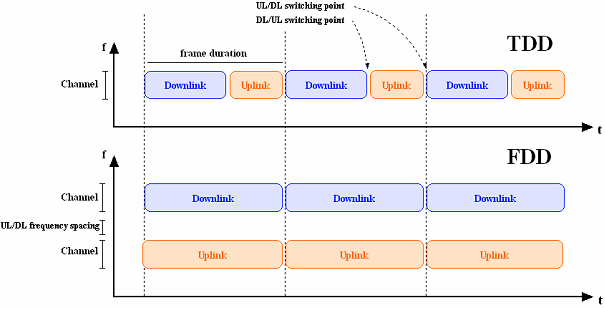 UL/DL switching point
DL/UL switching point
TDD
f
frame duration
Channel
Downlink Uplink Downlink Uplink Downlink Uplink
t
FDD
f
Channel
Downlink Downlink Downlink
UL/DL frequency spacing
Channel
Uplink Uplink Uplink
t